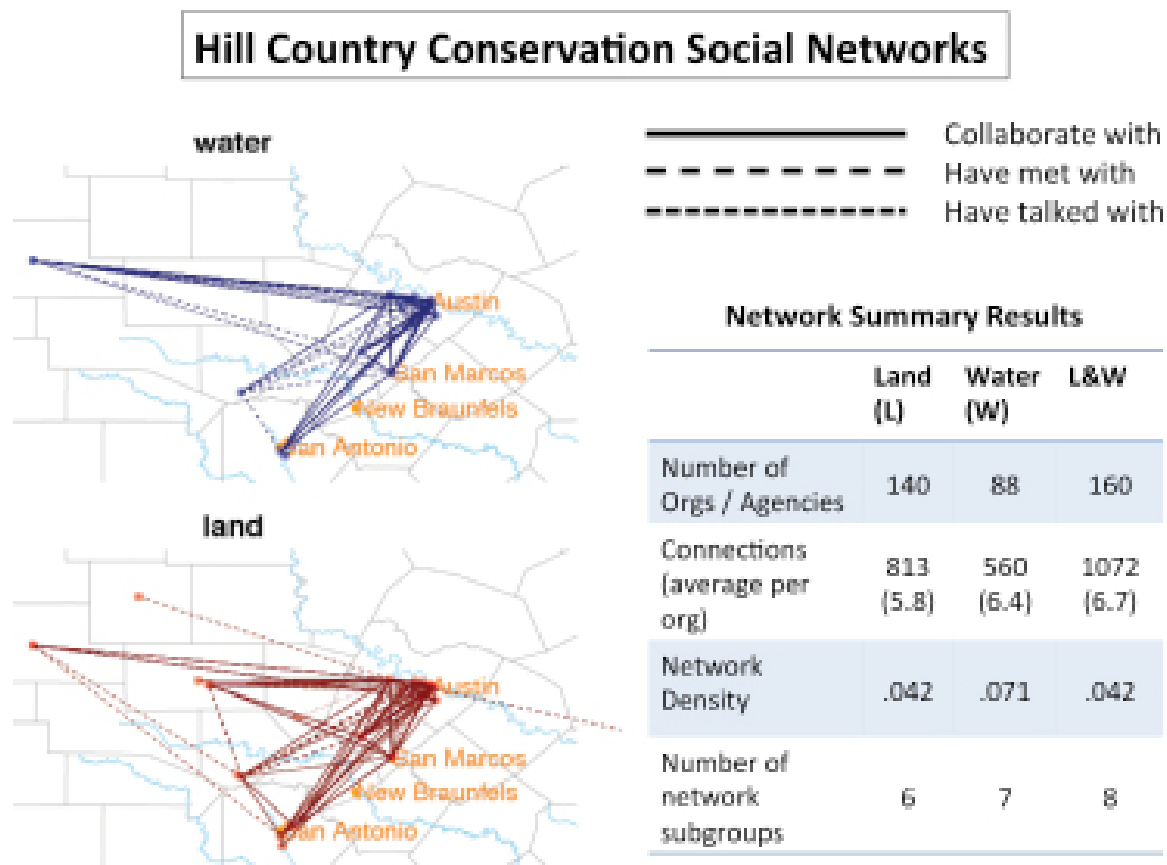 Hill Country Conservation Social Networks
water
Collaborate with
Have met with
Have talked with
Austin
San Marcos
New Braunfels
San Antonio
land
Austin
San Marcos
New Braunfels
San Antonio
Network Summary Results
Land Water L&W
(L) (W)
Number of
Orgs / Agencies 140 88 160
Connections
(average per
org) 813 560 1072
(5.8) (6.4) (6.7)
Network
Density .042 .071 .042
Number of
network
subgroups 6 7 8